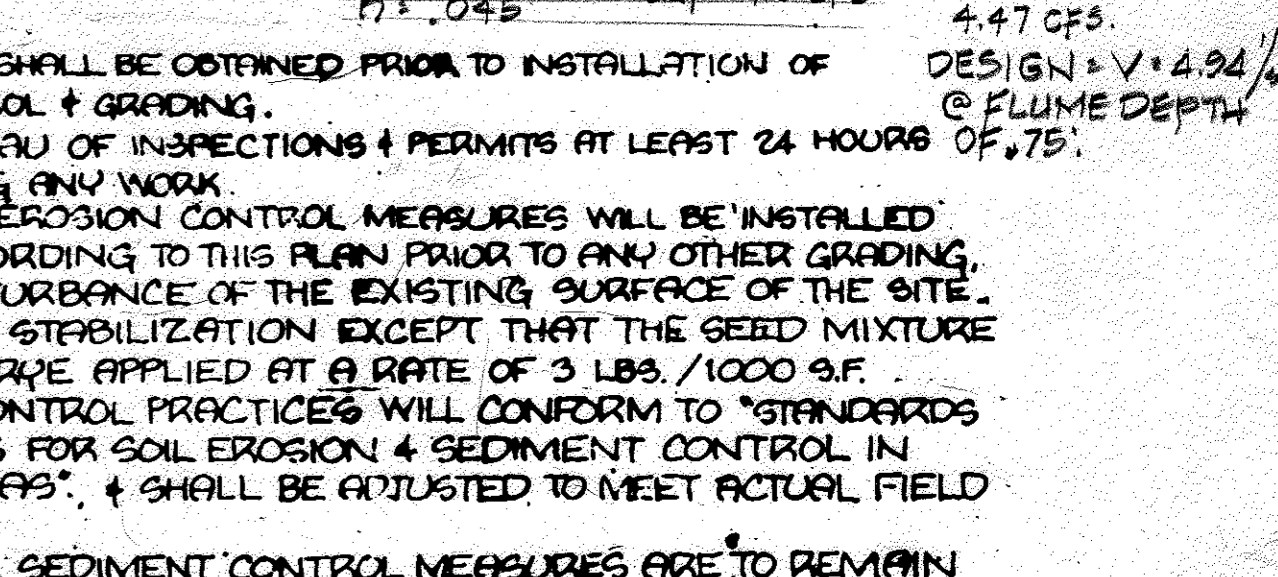 n = .045
4.47 CFS.
SHALL BE OBTAINED PRIOR TO INSTALLATION OF
DESIGN = V = 4.94 '/
OL & GRADING.
@ FLUME DEPTH
AU OF INSPECTIONS & PERMITS AT LEAST 24 HOURS
OF .75'.
G ANY WORK.
EROSION CONTROL MEASURES WILL BE INSTALLED
ORDING TO THIS PLAN PRIOR TO ANY OTHER GRADING,
URBANCE OF THE EXISTING SURFACE OF THE SITE.
STABILIZATION EXCEPT THAT THE SEED MIXTURE
RYE APPLIED AT A RATE OF 3 LBS. /1000 S.F.
ONTROL PRACTICES WILL CONFORM TO "STANDARDS
S FOR SOIL EROSION & SEDIMENT CONTROL IN
AS". & SHALL BE ADJUSTED TO MEET ACTUAL FIELD
SEDIMENT CONTROL MEASURES ARE TO REMAIN